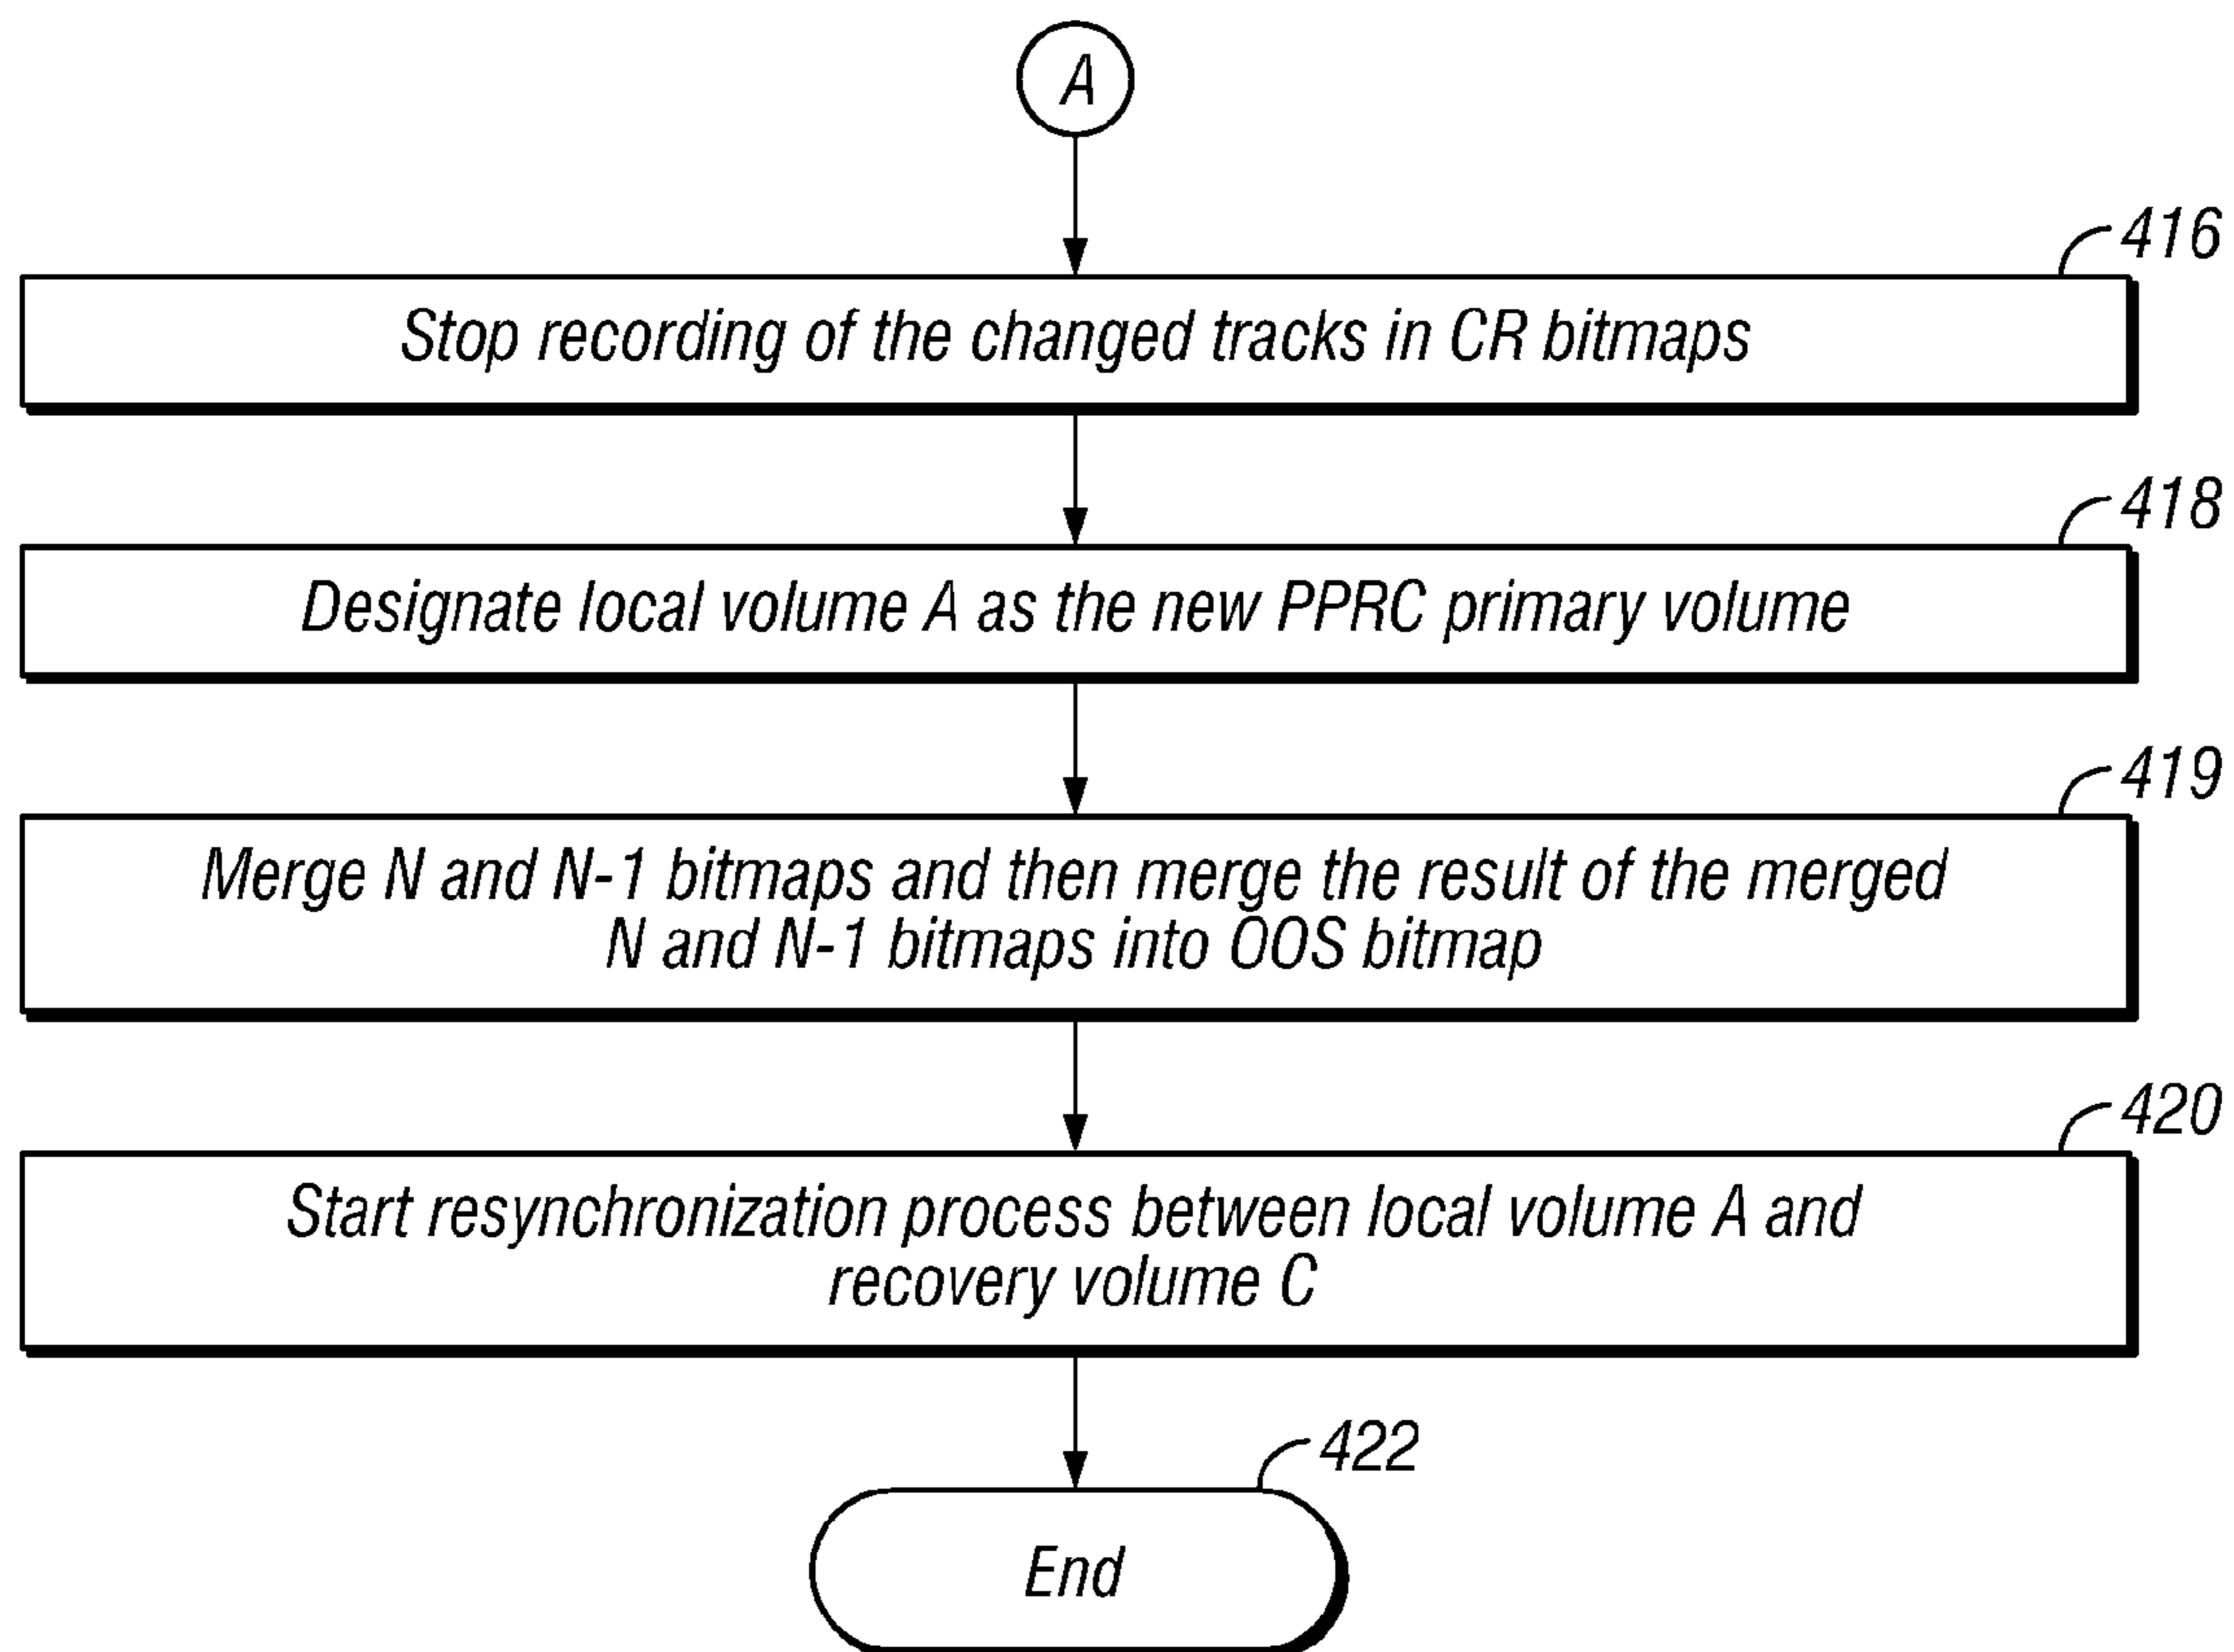 A
416
Stop recording of the changed tracks in CR bitmaps
418
Designate local volume A as the new PPRC primary volume
419
Merge N and N-1 bitmaps and then merge the result of the merged
N and N-1 bitmaps into OOS bitmap
420
Start resynchronization process between local volume A and
recovery volume C
422
End